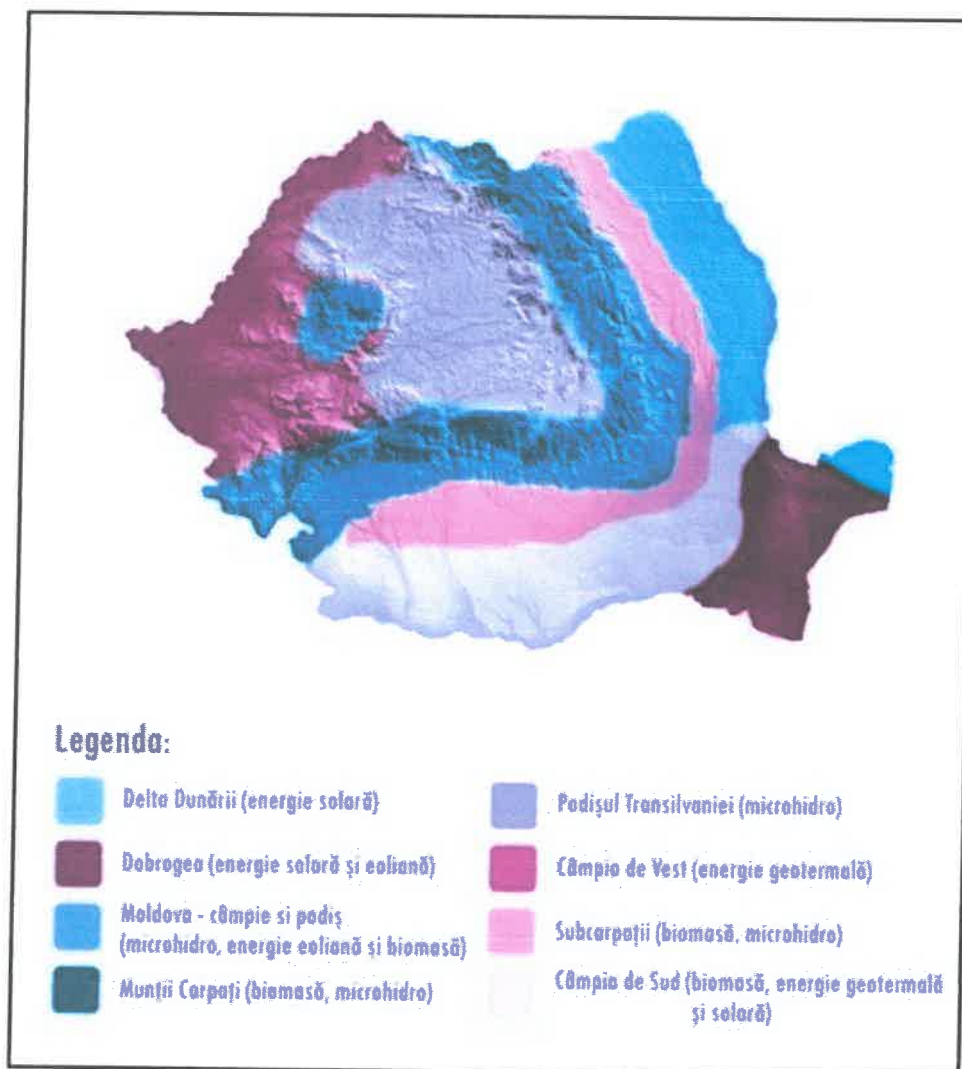 Legenda:
Delta Dunării (energie solară)
Dobrogea (energie solară și eoliană)
Moldova - câmpie si podiș
(microhidro, energie eoliană și biomasă)
Munții Carpați (biomasă, microhidro)
Podișul Transilvaniei (microhidro)
Câmpia de Vest (energie geotermală)
Subcarpații (biomasă, microhidro)
Câmpia de Sud (biomasă, energie geotermală
și solară)